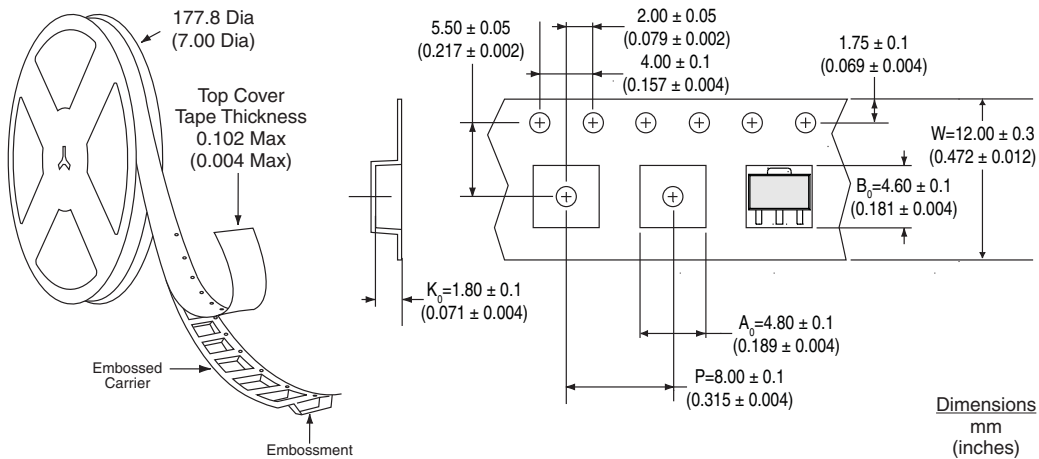 177.8 Dia
(7.00 Dia)
Top Cover
Tape Thickness
0.102 Max
(0.004 Max)
Embossed
Carrier
Embossment
5.50 ± 0.05
(0.217 ± 0.002)
2.00 ± 0.05
(0.079 ± 0.002)
4.00 ± 0.1
(0.157 ± 0.004)
1.75 ± 0.1
(0.069 ± 0.004)
W=12.00 ± 0.3
(0.472 ± 0.012)
B₀=4.60 ± 0.1
(0.181 ± 0.004)
K₀=1.80 ± 0.1
(0.071 ± 0.004)
A₀=4.80 ± 0.1
(0.189 ± 0.004)
P=8.00 ± 0.1
(0.315 ± 0.004)
Dimensions
mm
(inches)